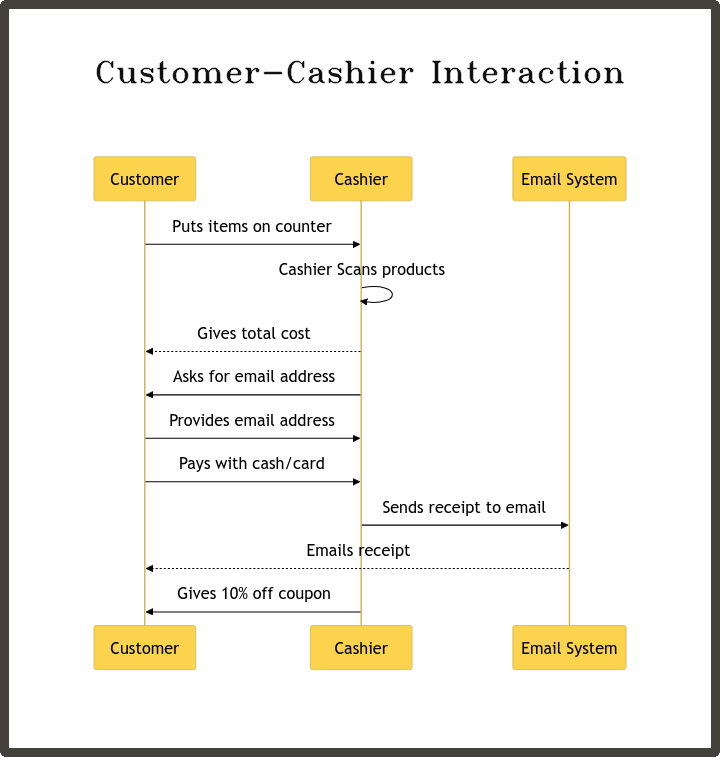 Customer-Cashier Interaction
Customer
Cashier
Email System
Puts items on counter
Cashier Scans products
Gives total cost
Asks for email address
Provides email address
Pays with cash/card
Sends receipt to email
Emails receipt
Gives 10% off coupon
Customer
Cashier
Email System